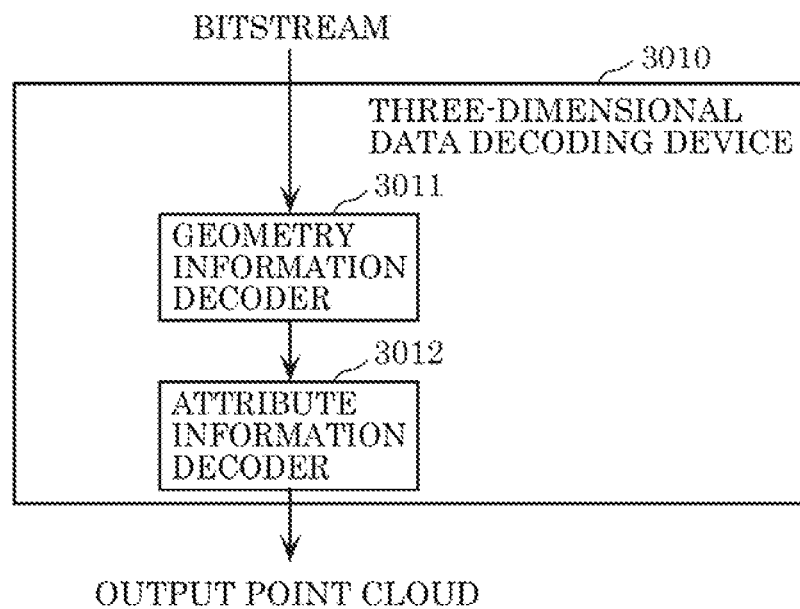 BITSTREAM
3010
THREE-DIMENSIONAL
DATA DECODING DEVICE
3011
GEOMETRY
INFORMATION
DECODER
3012
ATTRIBUTE
INFORMATION
DECODER
OUTPUT POINT CLOUD